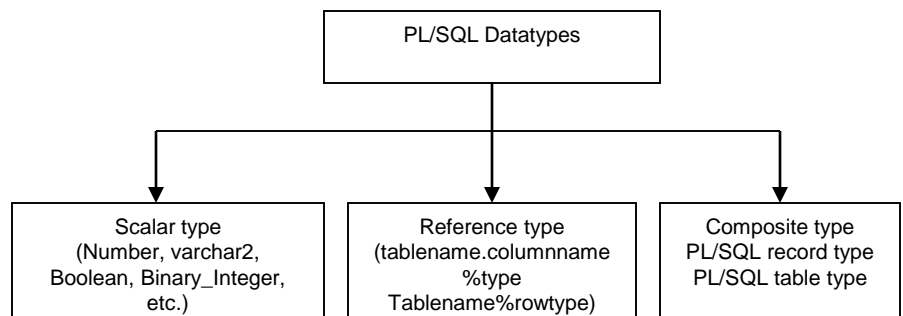 PL/SQL Datatypes
Scalar type
(Number, varchar2,
Boolean, Binary_Integer,
etc.)
Reference type
(tablename.columnname
%type
Tablename%rowtype)
Composite type
PL/SQL record type
PL/SQL table type